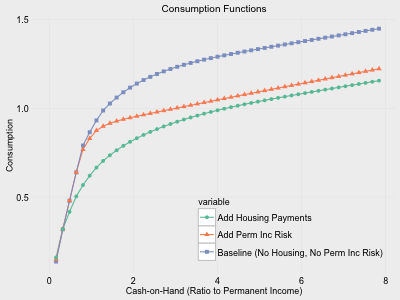 Consumption Functions
1.5
1.0
0.5
Consumption
variable
Add Housing Payments
Add Perm Inc Risk
Baseline (No Housing, No Perm Inc Risk)
0 2 4 6 8
Cash-on-Hand (Ratio to Permanent Income)